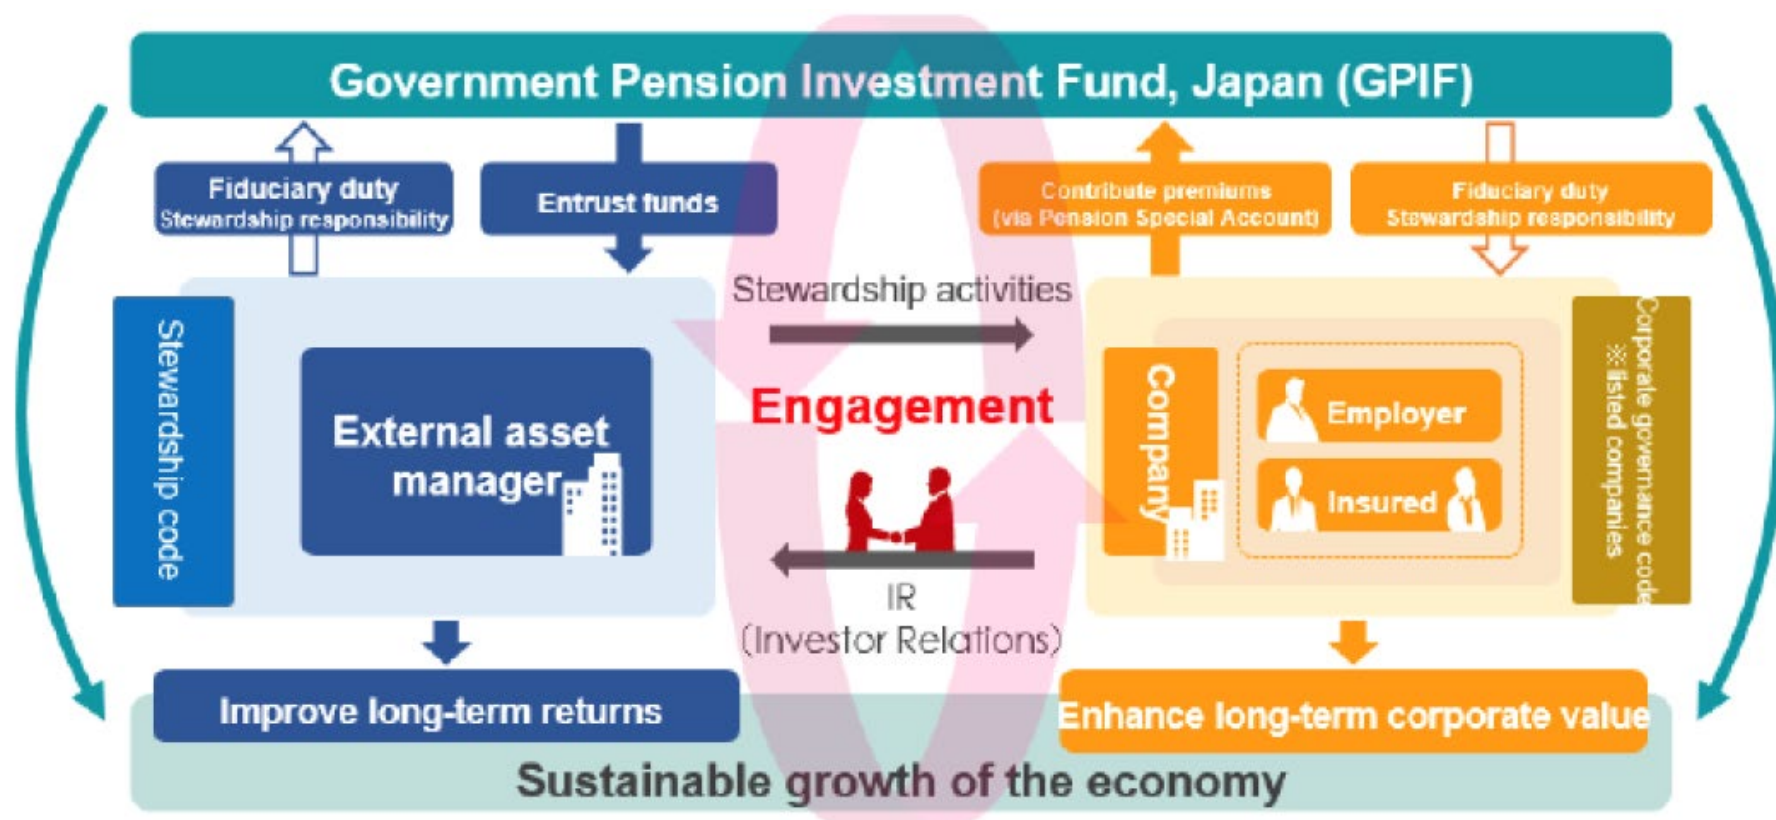 Government Pension Investment Fund, Japan (GPIF)
Fiduciary duty
Stewardship responsibility
Entrust funds
Contribute premiums
(via Pension Special Account)
Fiduciary duty
Stewardship responsibility
Stewardship code
External asset
manager
Stewardship activities
Engagement
IR
(Investor Relations)
Company
Employer
Insured
Corporate governance code
※listed companies
Improve long-term returns
Enhance long-term corporate value
Sustainable growth of the economy